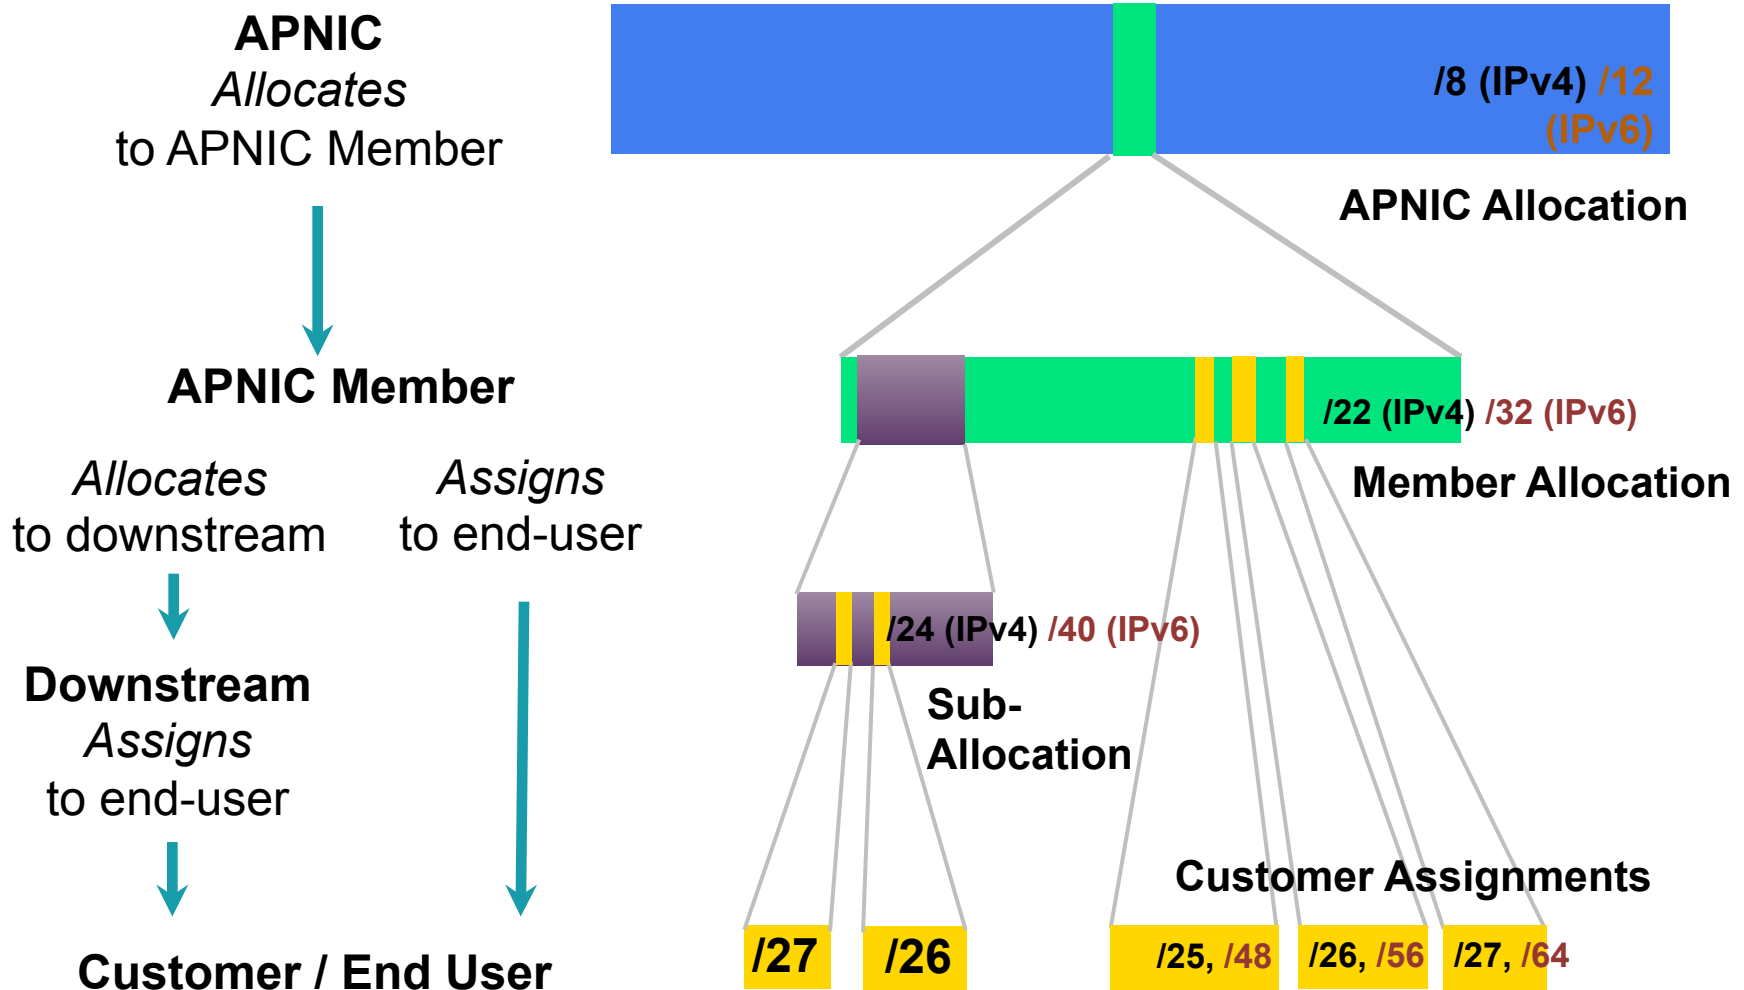 APNIC
Allocates
to APNIC Member
/8 (IPv4) /12
(IPv6)
APNIC Allocation
APNIC Member
/22 (IPv4) /32 (IPv6)
Member Allocation
Allocates
to downstream
Assigns
to end-user
/24 (IPv4) /40 (IPv6)
Sub-
Allocation
Downstream
Assigns
to end-user
Customer Assignments
Customer / End User
/27
/26
/25, /48
/26, /56
/27, /64